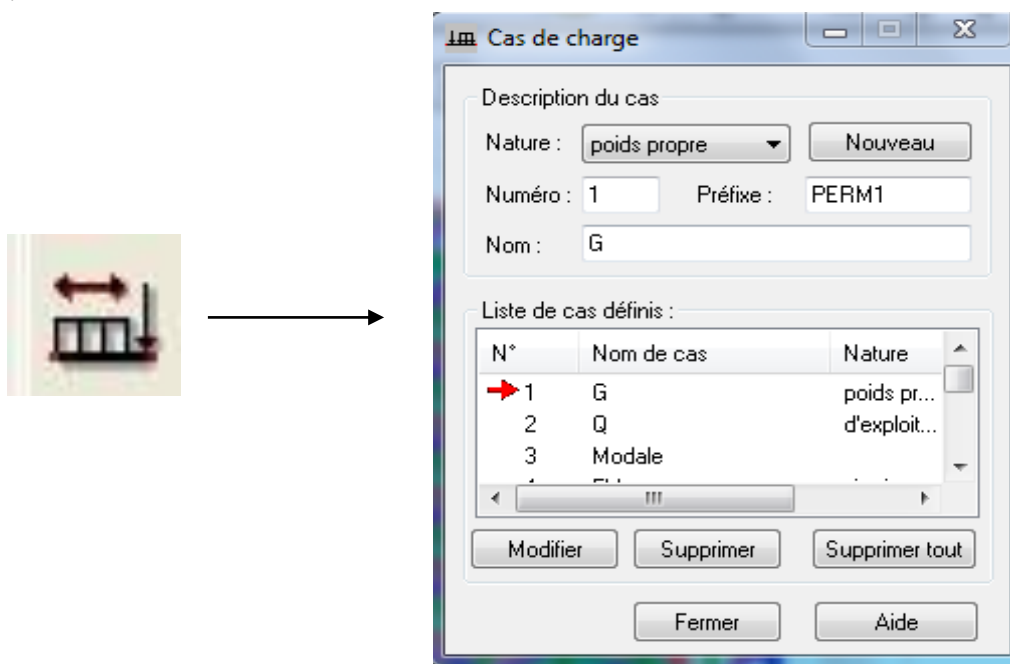 Cas de charge
Description du cas
Nature : poids propre Nouveau
Numéro : 1 Préfixe : PERM1
Nom : G
Liste de cas définis :
N° Nom de cas Nature
1 G poids pr...
2 Q d'exploit...
3 Modale
Modifier Supprimer Supprimer tout
Fermer Aide